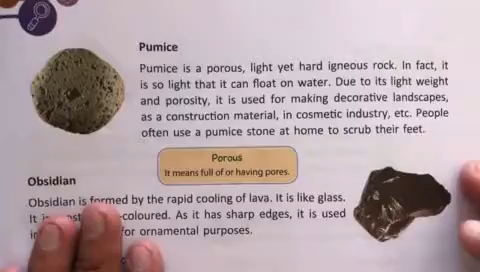 Pumice
Pumice is a porous, light yet hard igneous rock. In fact, it
is so light that it can float on water. Due to its light weight
and porosity, it is used for making decorative landscapes,
as a construction material, in cosmetic industry, etc. People
often use a pumice stone at home to scrub their feet.
Porous
It means full of or having pores.
Obsidian
Obsidian is formed by the rapid cooling of lava. It is like glass.
It -coloured. As it has sharp edges, it is used
for ornamental purposes.